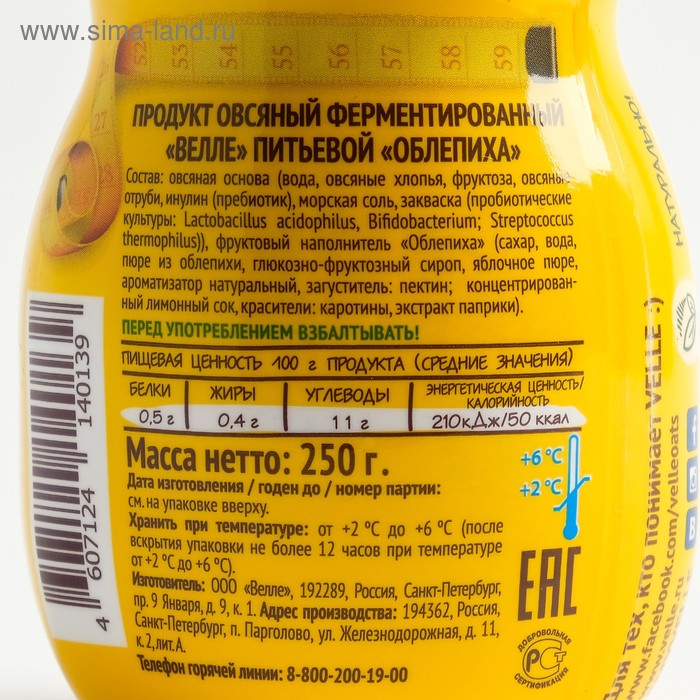 www.sima-land.ru
52 53 54 55 56 57 58 59
27
28
ПРОДУКТ ОВСЯНЫЙ ФЕРМЕНТИРОВАННЫЙ
«ВЕЛЛЕ» ПИТЬЕВОЙ «ОБЛЕПИХА»
Состав: овсяная основа (вода, овсяные хлопья, фруктоза, овсяные
отруби, инулин (пребиотик), морская соль, закваска (пробиотические
культуры: Lactobacillus acidophilus, Bifidobacterium; Streptococcus
thermophilus)), фруктовый наполнитель «Облепиха» (сахар, вода,
пюре из облепихи, глюкозно-фруктозный сироп, яблочное пюре,
ароматизатор натуральный, загуститель: пектин; концентрирован-
ный лимонный сок, красители: каротины, экстракт паприки).
ПЕРЕД УПОТРЕБЛЕНИЕМ ВЗБАЛТЫВАТЬ!
ПИЩЕВАЯ ЦЕННОСТЬ 100 г ПРОДУКТА (СРЕДНИЕ ЗНАЧЕНИЯ)
БЕЛКИ ЖИРЫ УГЛЕВОДЫ ЭНЕРГЕТИЧЕСКАЯ ЦЕННОСТЬ/
КАЛОРИЙНОСТЬ
0,5 г 0,4 г 11 г 210 кДж/50 ккал
Масса нетто: 250 г.
Дата изготовления / годен до / номер партии:
см. на упаковке вверху.
Хранить при температуре: от +2 °С до +6 °С (после
вскрытия упаковки не более 12 часов при температуре
от +2 °С до +6 °С).
Изготовитель: ООО «Велле», 192289, Россия, Санкт-Петербург,
пр. 9 Января, д. 9, к. 1. Адрес производства: 194362, Россия,
Санкт-Петербург, п. Парголово, ул. Железнодорожная, д. 11,
к. 2, лит. А.
Телефон горячей линии: 8-800-200-19-00
+6 °С
+2 °С
EAC
ДОБРОВОЛЬНАЯ
РСТ
СЕРТИФИКАЦИЯ
4 607124 140139
НАТУРАЛЬНО!
для тех, кто понимает VELLE :)
www.facebook.com/velleoats